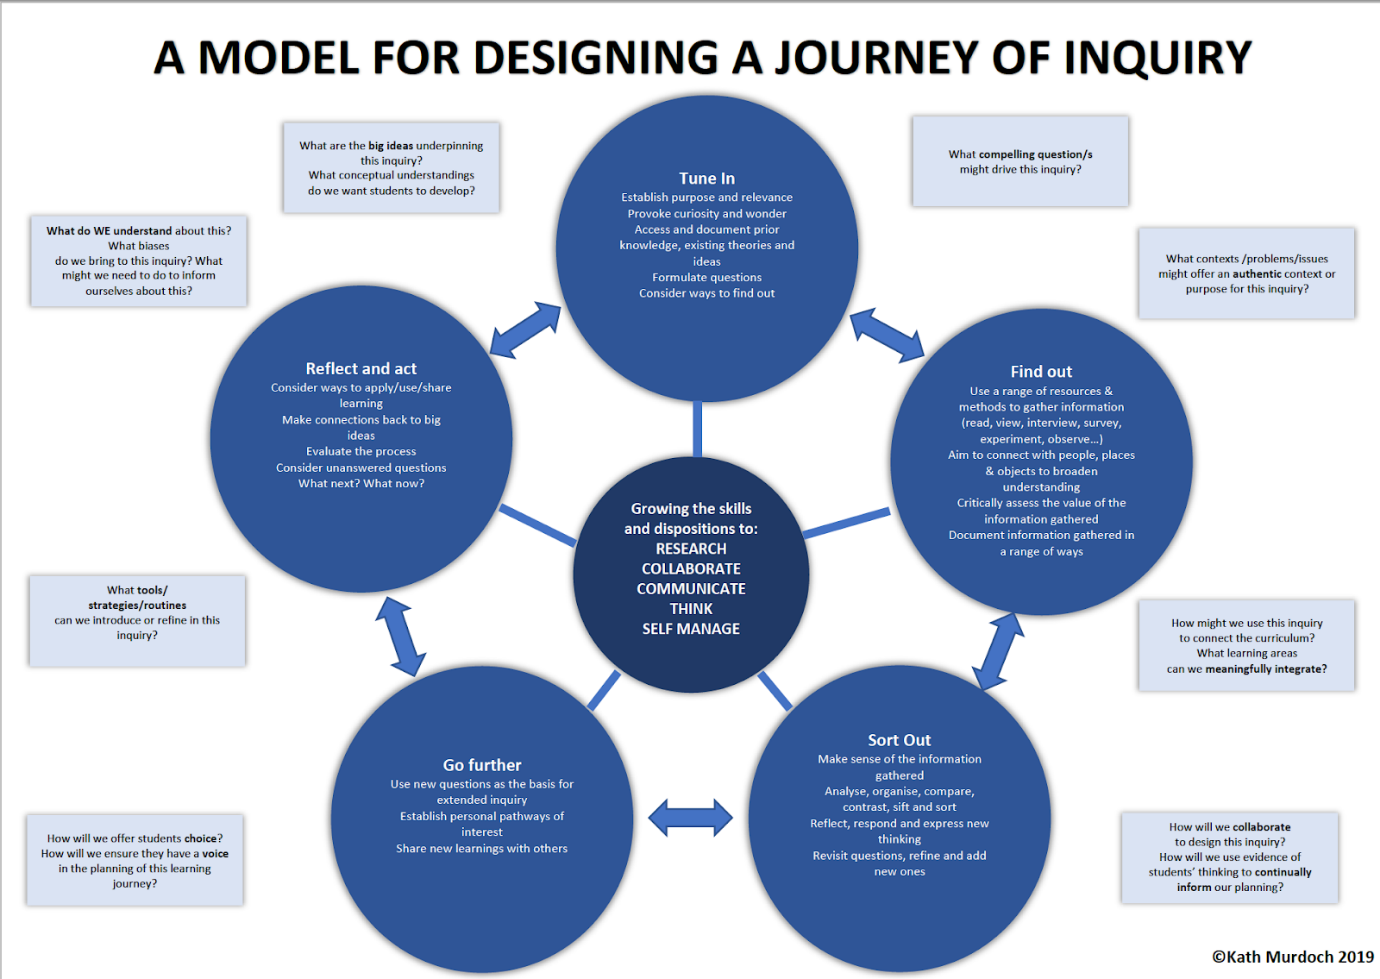 A MODEL FOR DESIGNING A JOURNEY OF INQUIRY
What are the big ideas underpinning
this inquiry?
What conceptual understandings
do we want students to develop?
What compelling question/s
might drive this inquiry?
What do WE understand about this?
What biases
do we bring to this inquiry? What
might we need to do to inform
ourselves about this?
What contexts /problems/issues
might offer an authentic context or
purpose for this inquiry?
Tune In
Establish purpose and relevance
Provoke curiosity and wonder
Access and document prior
knowledge, existing theories and
ideas
Formulate questions
Consider ways to find out
Reflect and act
Consider ways to apply/use/share
learning
Make connections back to big
ideas
Evaluate the process
Consider unanswered questions
What next? What now?
Find out
Use a range of resources &
methods to gather information
(read, view, interview, survey,
experiment, observe...)
Aim to connect with people, places
& objects to broaden
understanding
Critically assess the value of the
information gathered
Document information gathered in
a range of ways
Growing the skills
and dispositions to:
RESEARCH
COLLABORATE
COMMUNICATE
THINK
SELF MANAGE
What tools/
strategies/routines
can we introduce or refine in this
inquiry?
How might we use this inquiry
to connect the curriculum?
What learning areas
can we meaningfully integrate?
Go further
Use new questions as the basis for
extended inquiry
Establish personal pathways of
interest
Share new learnings with others
Sort Out
Make sense of the information
gathered
Analyse, organise, compare,
contrast, sift and sort
Reflect, respond and express new
thinking
Revisit questions, refine and add
new ones
How will we offer students choice?
How will we ensure they have a voice
in the planning of this learning
journey?
How will we collaborate
to design this inquiry?
How will we use evidence of
students' thinking to continually
inform our planning?
©Kath Murdoch 2019